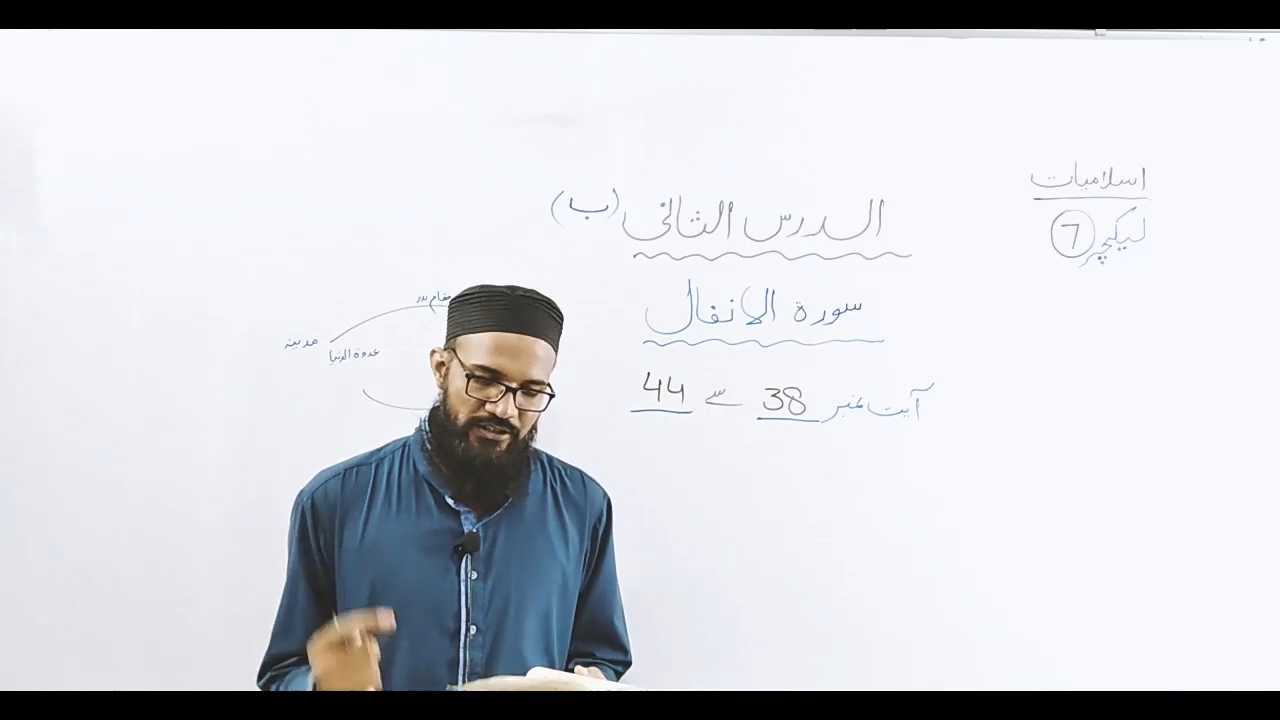 اسلامیات
لیکچر 7
الدرس الثانی (ب)
سورۃ الانفال
آیت نمبر 38 سے 44
مقام بدر
مدینہ
عدوۃ الدنیا